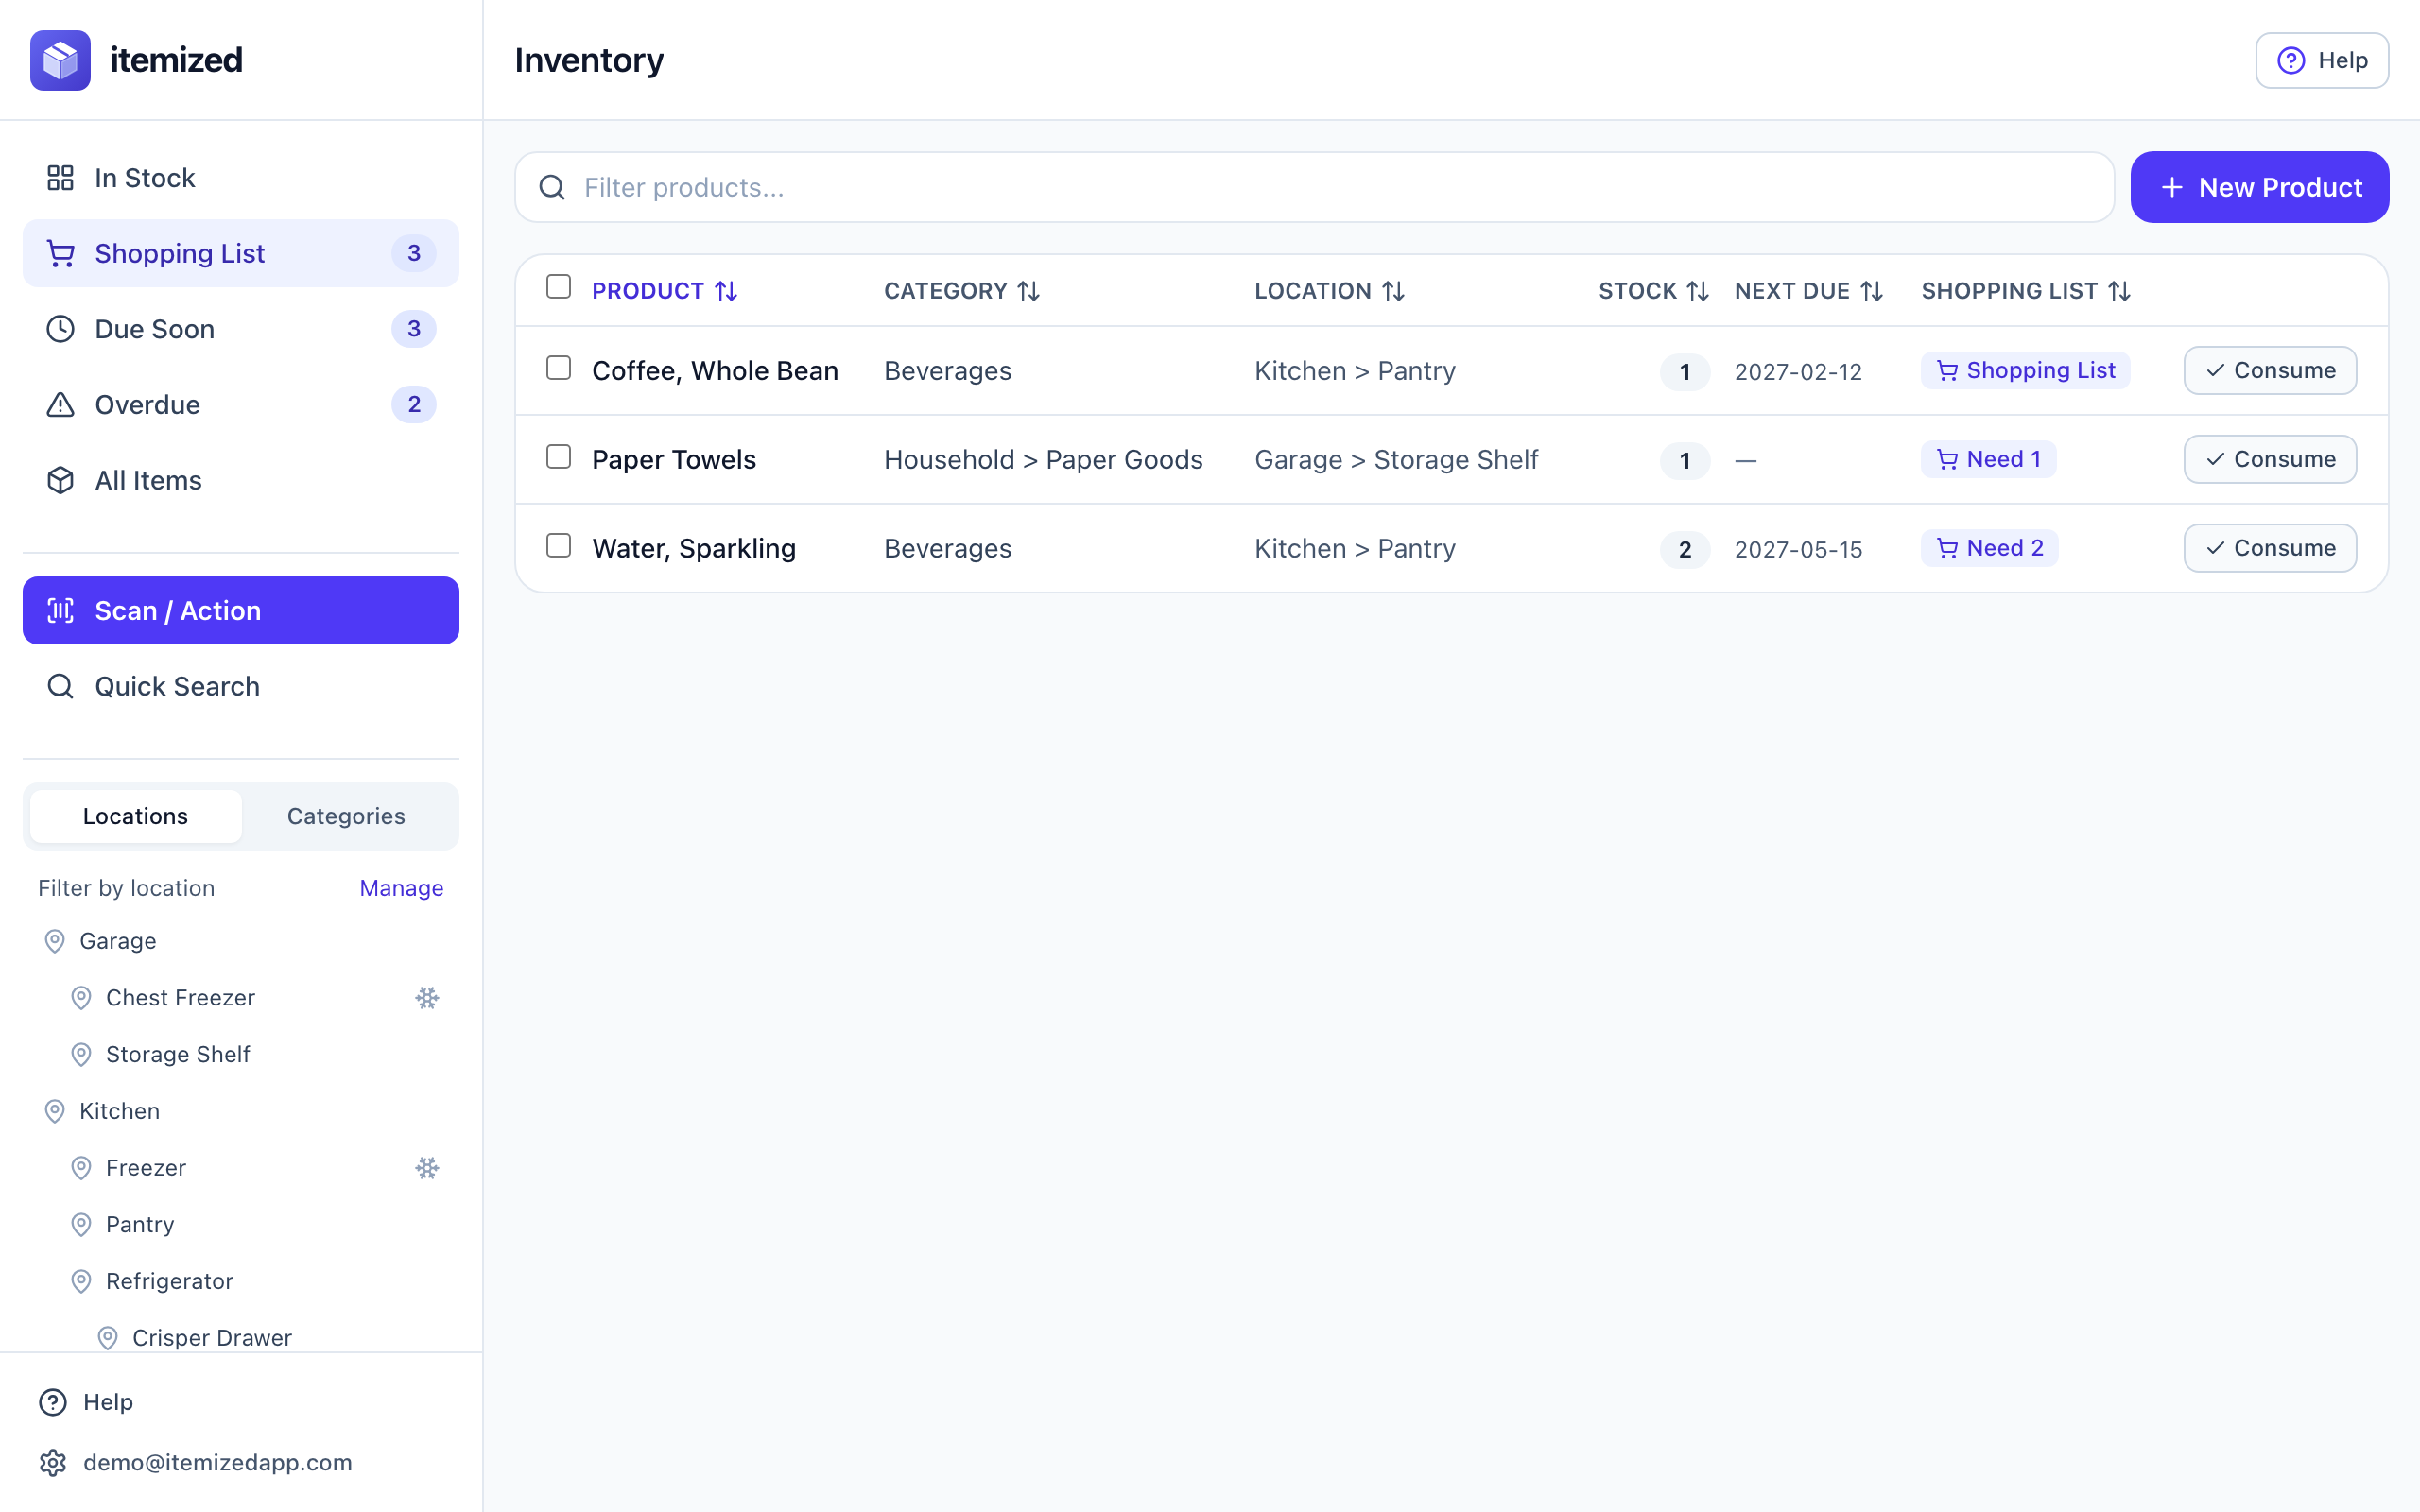 itemized
Inventory
Help
In Stock
Shopping List 3
Due Soon 3
Overdue 2
All Items
Scan / Action
Quick Search
Locations Categories
Filter by location Manage
Garage
Chest Freezer
Storage Shelf
Kitchen
Freezer
Pantry
Refrigerator
Crisper Drawer
Help
demo@itemizedapp.com
Filter products...
New Product
PRODUCT CATEGORY LOCATION STOCK NEXT DUE SHOPPING LIST
Coffee, Whole Bean Beverages Kitchen > Pantry 1 2027-02-12 Shopping List Consume
Paper Towels Household > Paper Goods Garage > Storage Shelf 1 — Need 1 Consume
Water, Sparkling Beverages Kitchen > Pantry 2 2027-05-15 Need 2 Consume